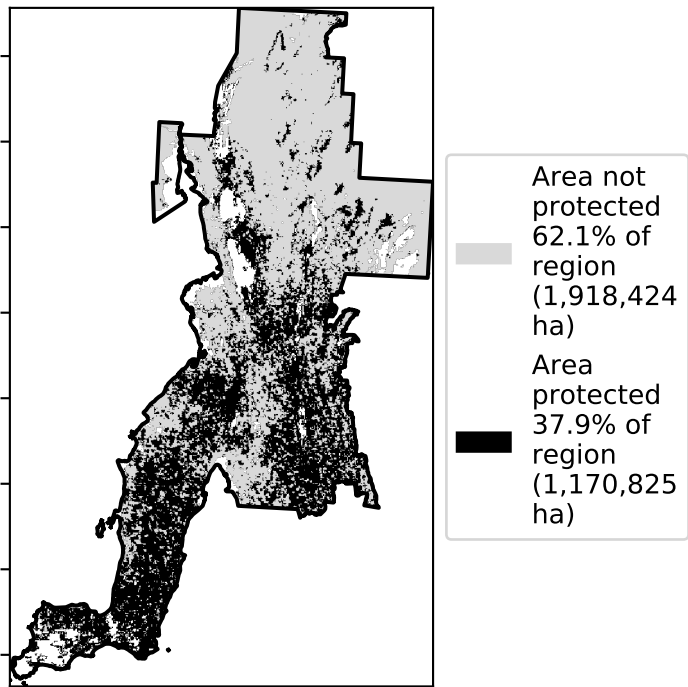 Area not
protected
62.1% of
region
(1,918,424
ha)
Area
protected
37.9% of
region
(1,170,825
ha)